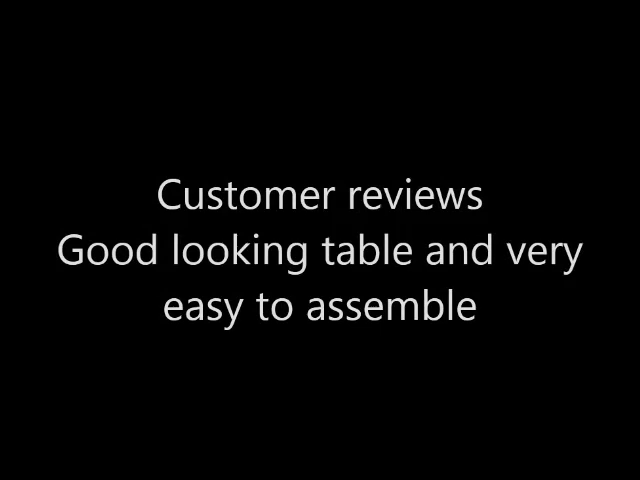 Customer reviews
Good looking table and very
easy to assemble